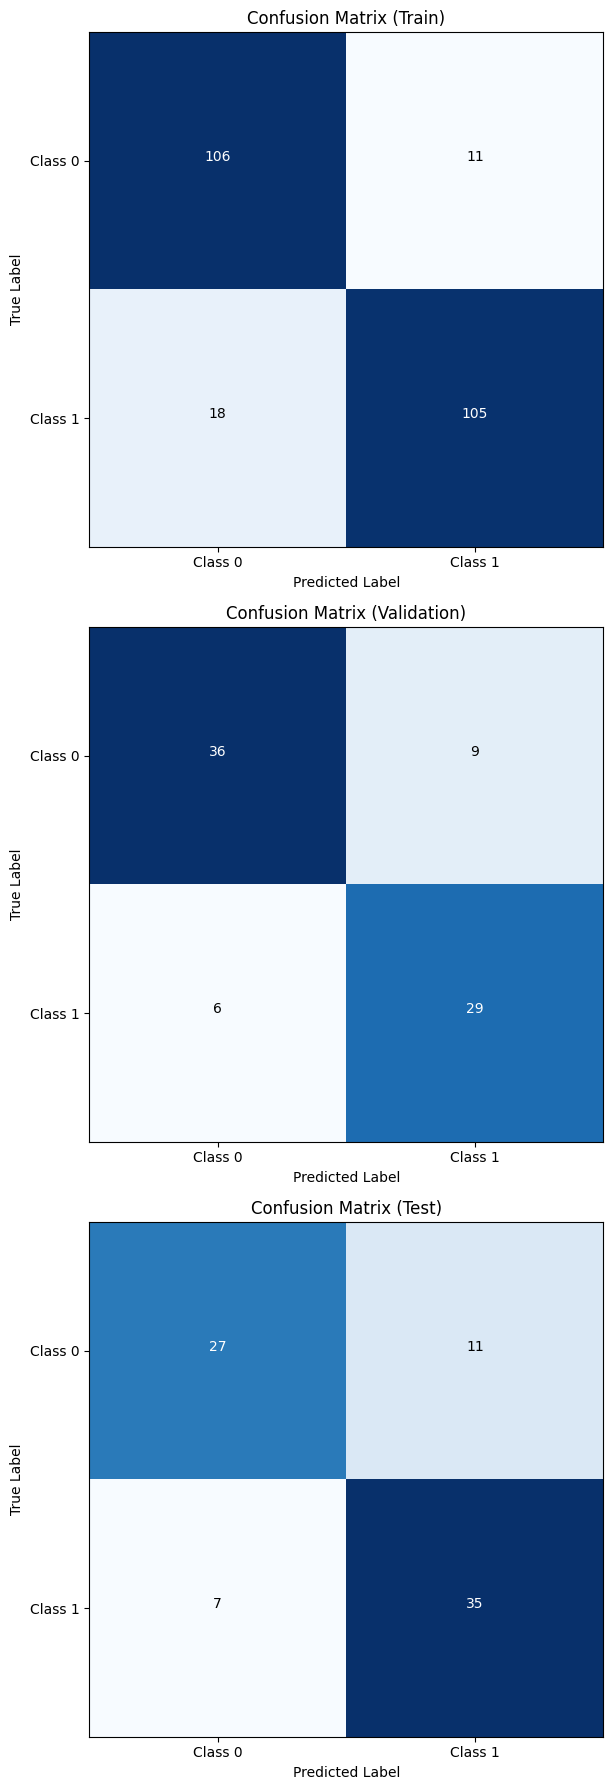 Confusion Matrix (Train)
True Label
Class 0
106
11
Class 1
18
105
Class 0
Class 1
Predicted Label
Confusion Matrix (Validation)
True Label
Class 0
36
9
Class 1
6
29
Class 0
Class 1
Predicted Label
Confusion Matrix (Test)
True Label
Class 0
27
11
Class 1
7
35
Class 0
Class 1
Predicted Label